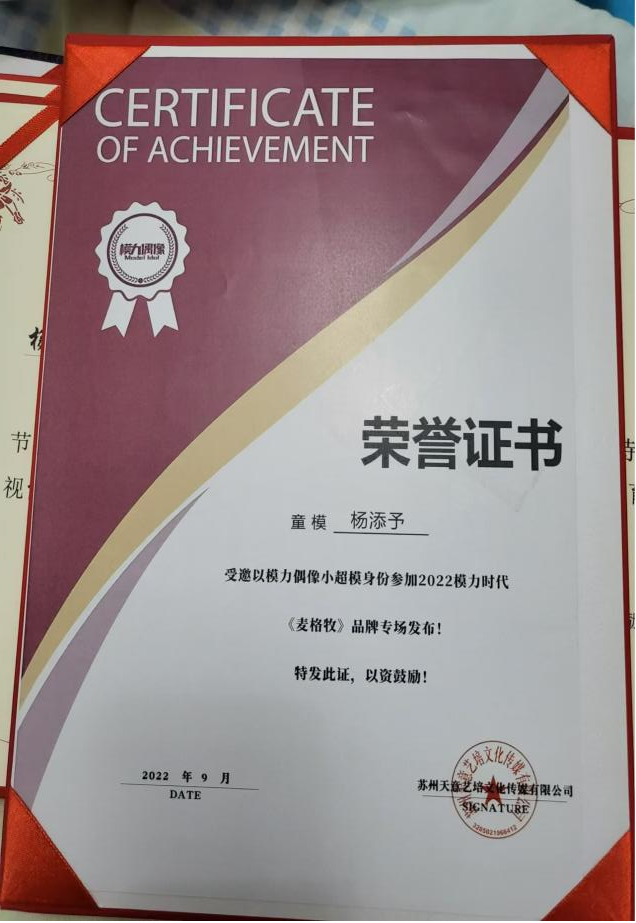 CERTIFICATE
OF ACHIEVEMENT
模力偶像
Model Idol
荣誉证书
童模 杨添予
受邀以模力偶像小超模身份参加2022模力时代
《麦格牧》品牌专场发布!
特发此证，以资鼓励!
2022 年 9 月
DATE
苏州天意艺培文化传媒有限公司
SIGNATURE
3205021966412
节
视